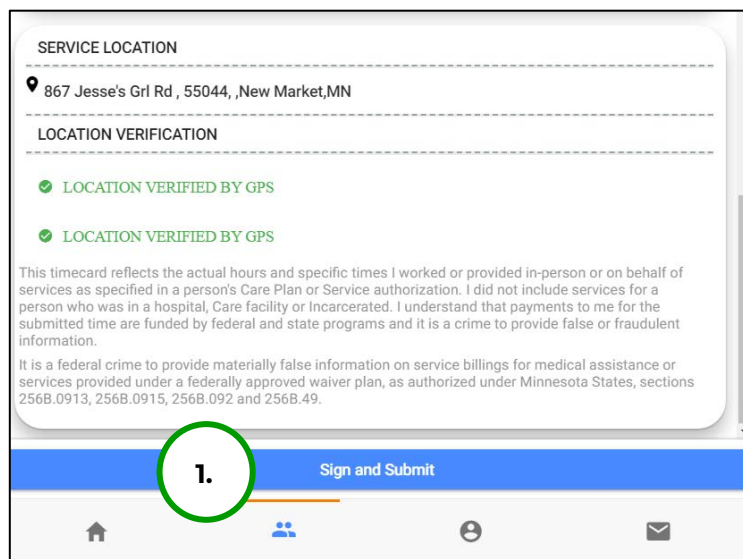 SERVICE LOCATION
867 Jesse's Grl Rd , 55044, ,New Market,MN
LOCATION VERIFICATION
LOCATION VERIFIED BY GPS
LOCATION VERIFIED BY GPS
This timecard reflects the actual hours and specific times I worked or provided in-person or on behalf of
services as specified in a person's Care Plan or Service authorization. I did not include services for a
person who was in a hospital, Care facility or Incarcerated. I understand that payments to me for the
submitted time are funded by federal and state programs and it is a crime to provide false or fraudulent
information.
It is a federal crime to provide materially false information on service billings for medical assistance or
services provided under a federally approved waiver plan, as authorized under Minnesota States, sections
256B.0913, 256B.0915, 256B.092 and 256B.49.
1.
Sign and Submit